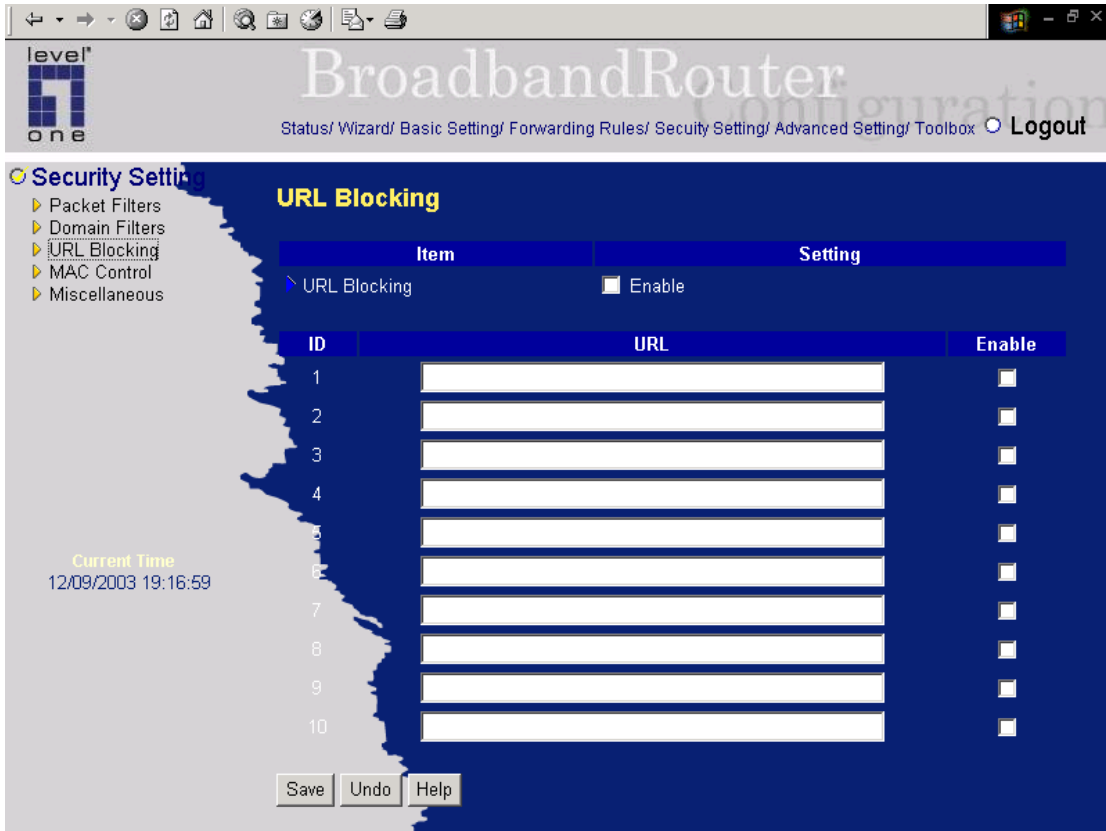 level
one
BroadbandRouter
Configuration
Status/ Wizard/ Basic Setting/ Forwarding Rules/ Secuity Setting/ Advanced Setting/ Toolbox Logout
Security Setting
Packet Filters
Domain Filters
URL Blocking
MAC Control
Miscellaneous
Current Time
12/09/2003 19:16:59
URL Blocking
Item Setting
URL Blocking Enable
ID URL Enable
1
2
3
4
5
6
7
8
9
10
Save Undo Help